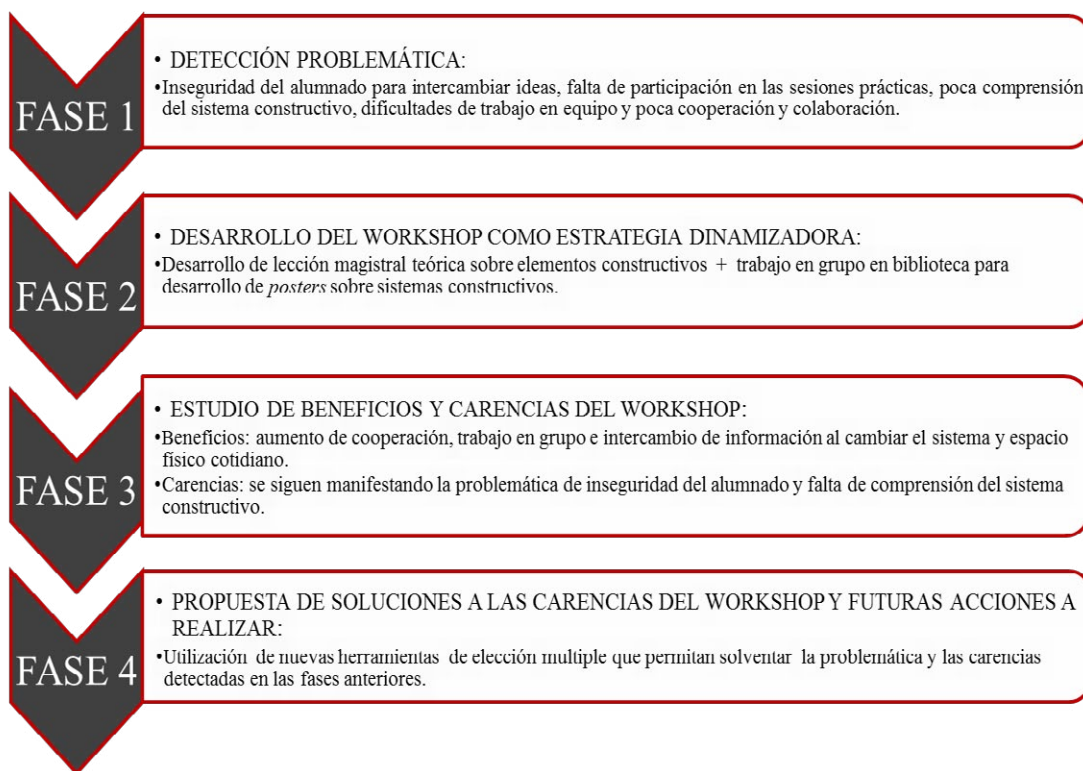 FASE 1
• DETECCIÓN PROBLEMÁTICA:
•Inseguridad del alumnado para intercambiar ideas, falta de participación en las sesiones prácticas, poca comprensión
del sistema constructivo, dificultades de trabajo en equipo y poca cooperación y colaboración.
FASE 2
• DESARROLLO DEL WORKSHOP COMO ESTRATEGIA DINAMIZADORA:
•Desarrollo de lección magistral teórica sobre elementos constructivos + trabajo en grupo en biblioteca para
desarrollo de posters sobre sistemas constructivos.
FASE 3
• ESTUDIO DE BENEFICIOS Y CARENCIAS DEL WORKSHOP:
•Beneficios: aumento de cooperación, trabajo en grupo e intercambio de información al cambiar el sistema y espacio
físico cotidiano.
•Carencias: se siguen manifestando la problemática de inseguridad del alumnado y falta de comprensión del sistema
constructivo.
FASE 4
• PROPUESTA DE SOLUCIONES A LAS CARENCIAS DEL WORKSHOP Y FUTURAS ACCIONES A
REALIZAR:
•Utilización de nuevas herramientas de elección multiple que permitan solventar la problemática y las carencias
detectadas en las fases anteriores.